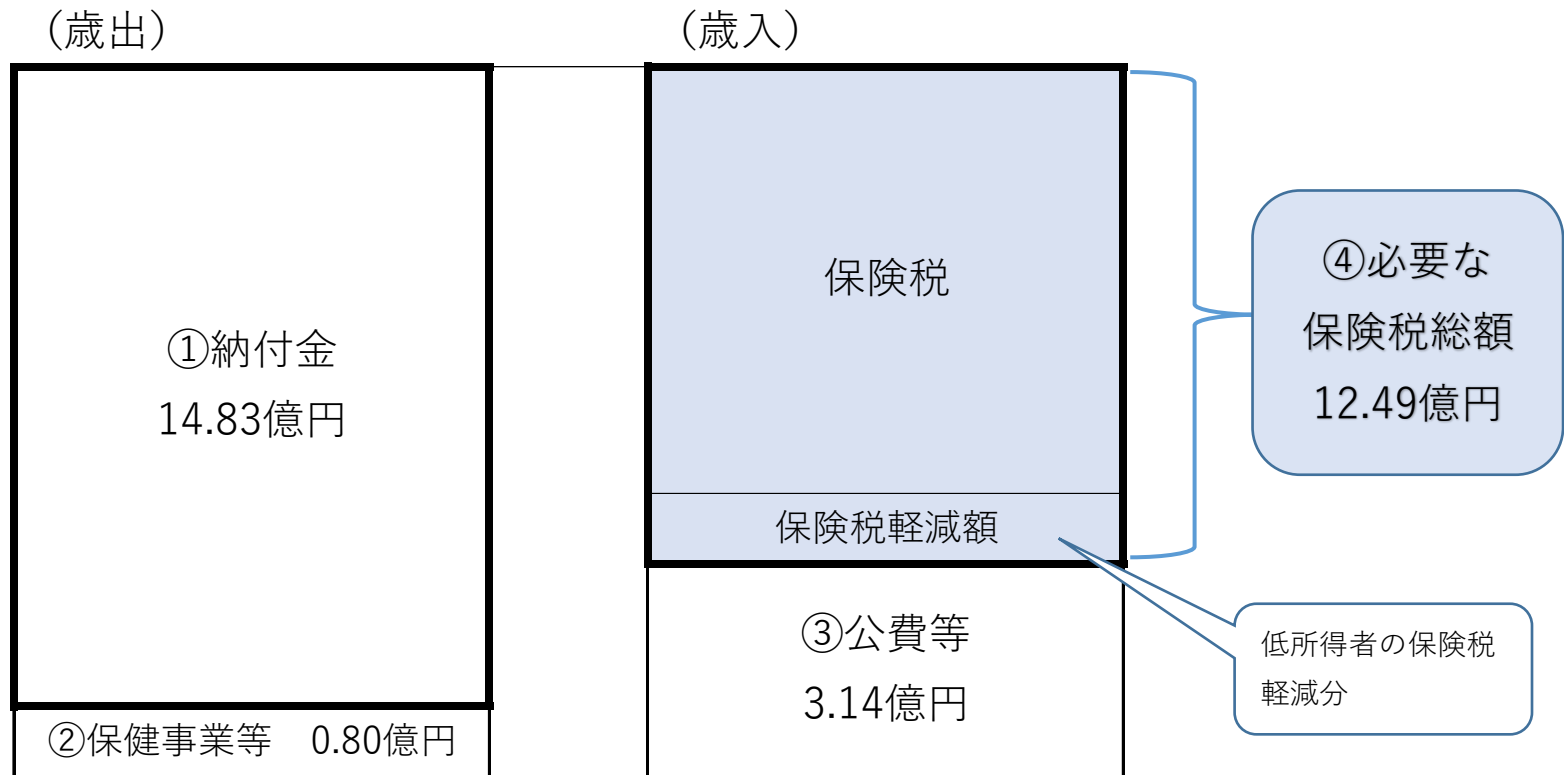 （歳出）
（歳入）
①納付金
14.83億円
②保健事業等　0.80億円
保険税
保険税軽減額
③公費等
3.14億円
④必要な
保険税総額
12.49億円
低所得者の保険税
軽減分